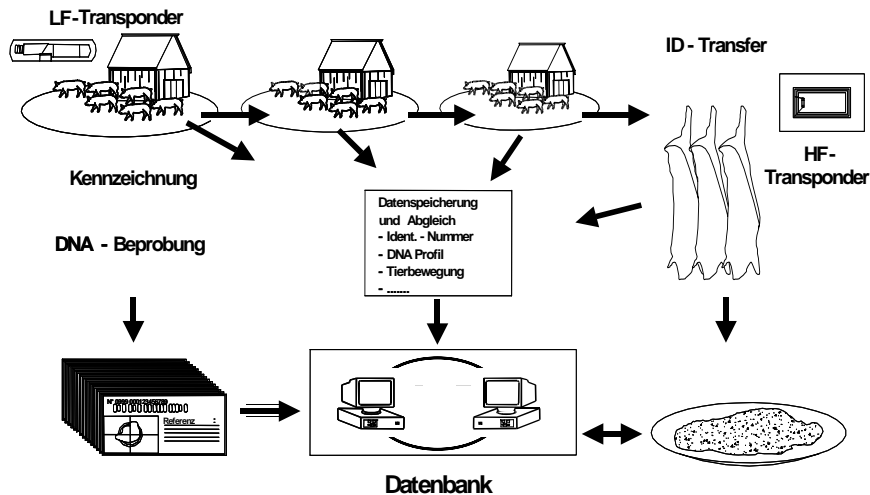 LF-Transponder
ID - Transfer
HF-
Transponder
Kennzeichnung
DNA - Beprobung
Datenspeicherung
und Abgleich
- Ident. - Nummer
- DNA Profil
- Tierbewegung
- .......
Referenz :
Datenbank